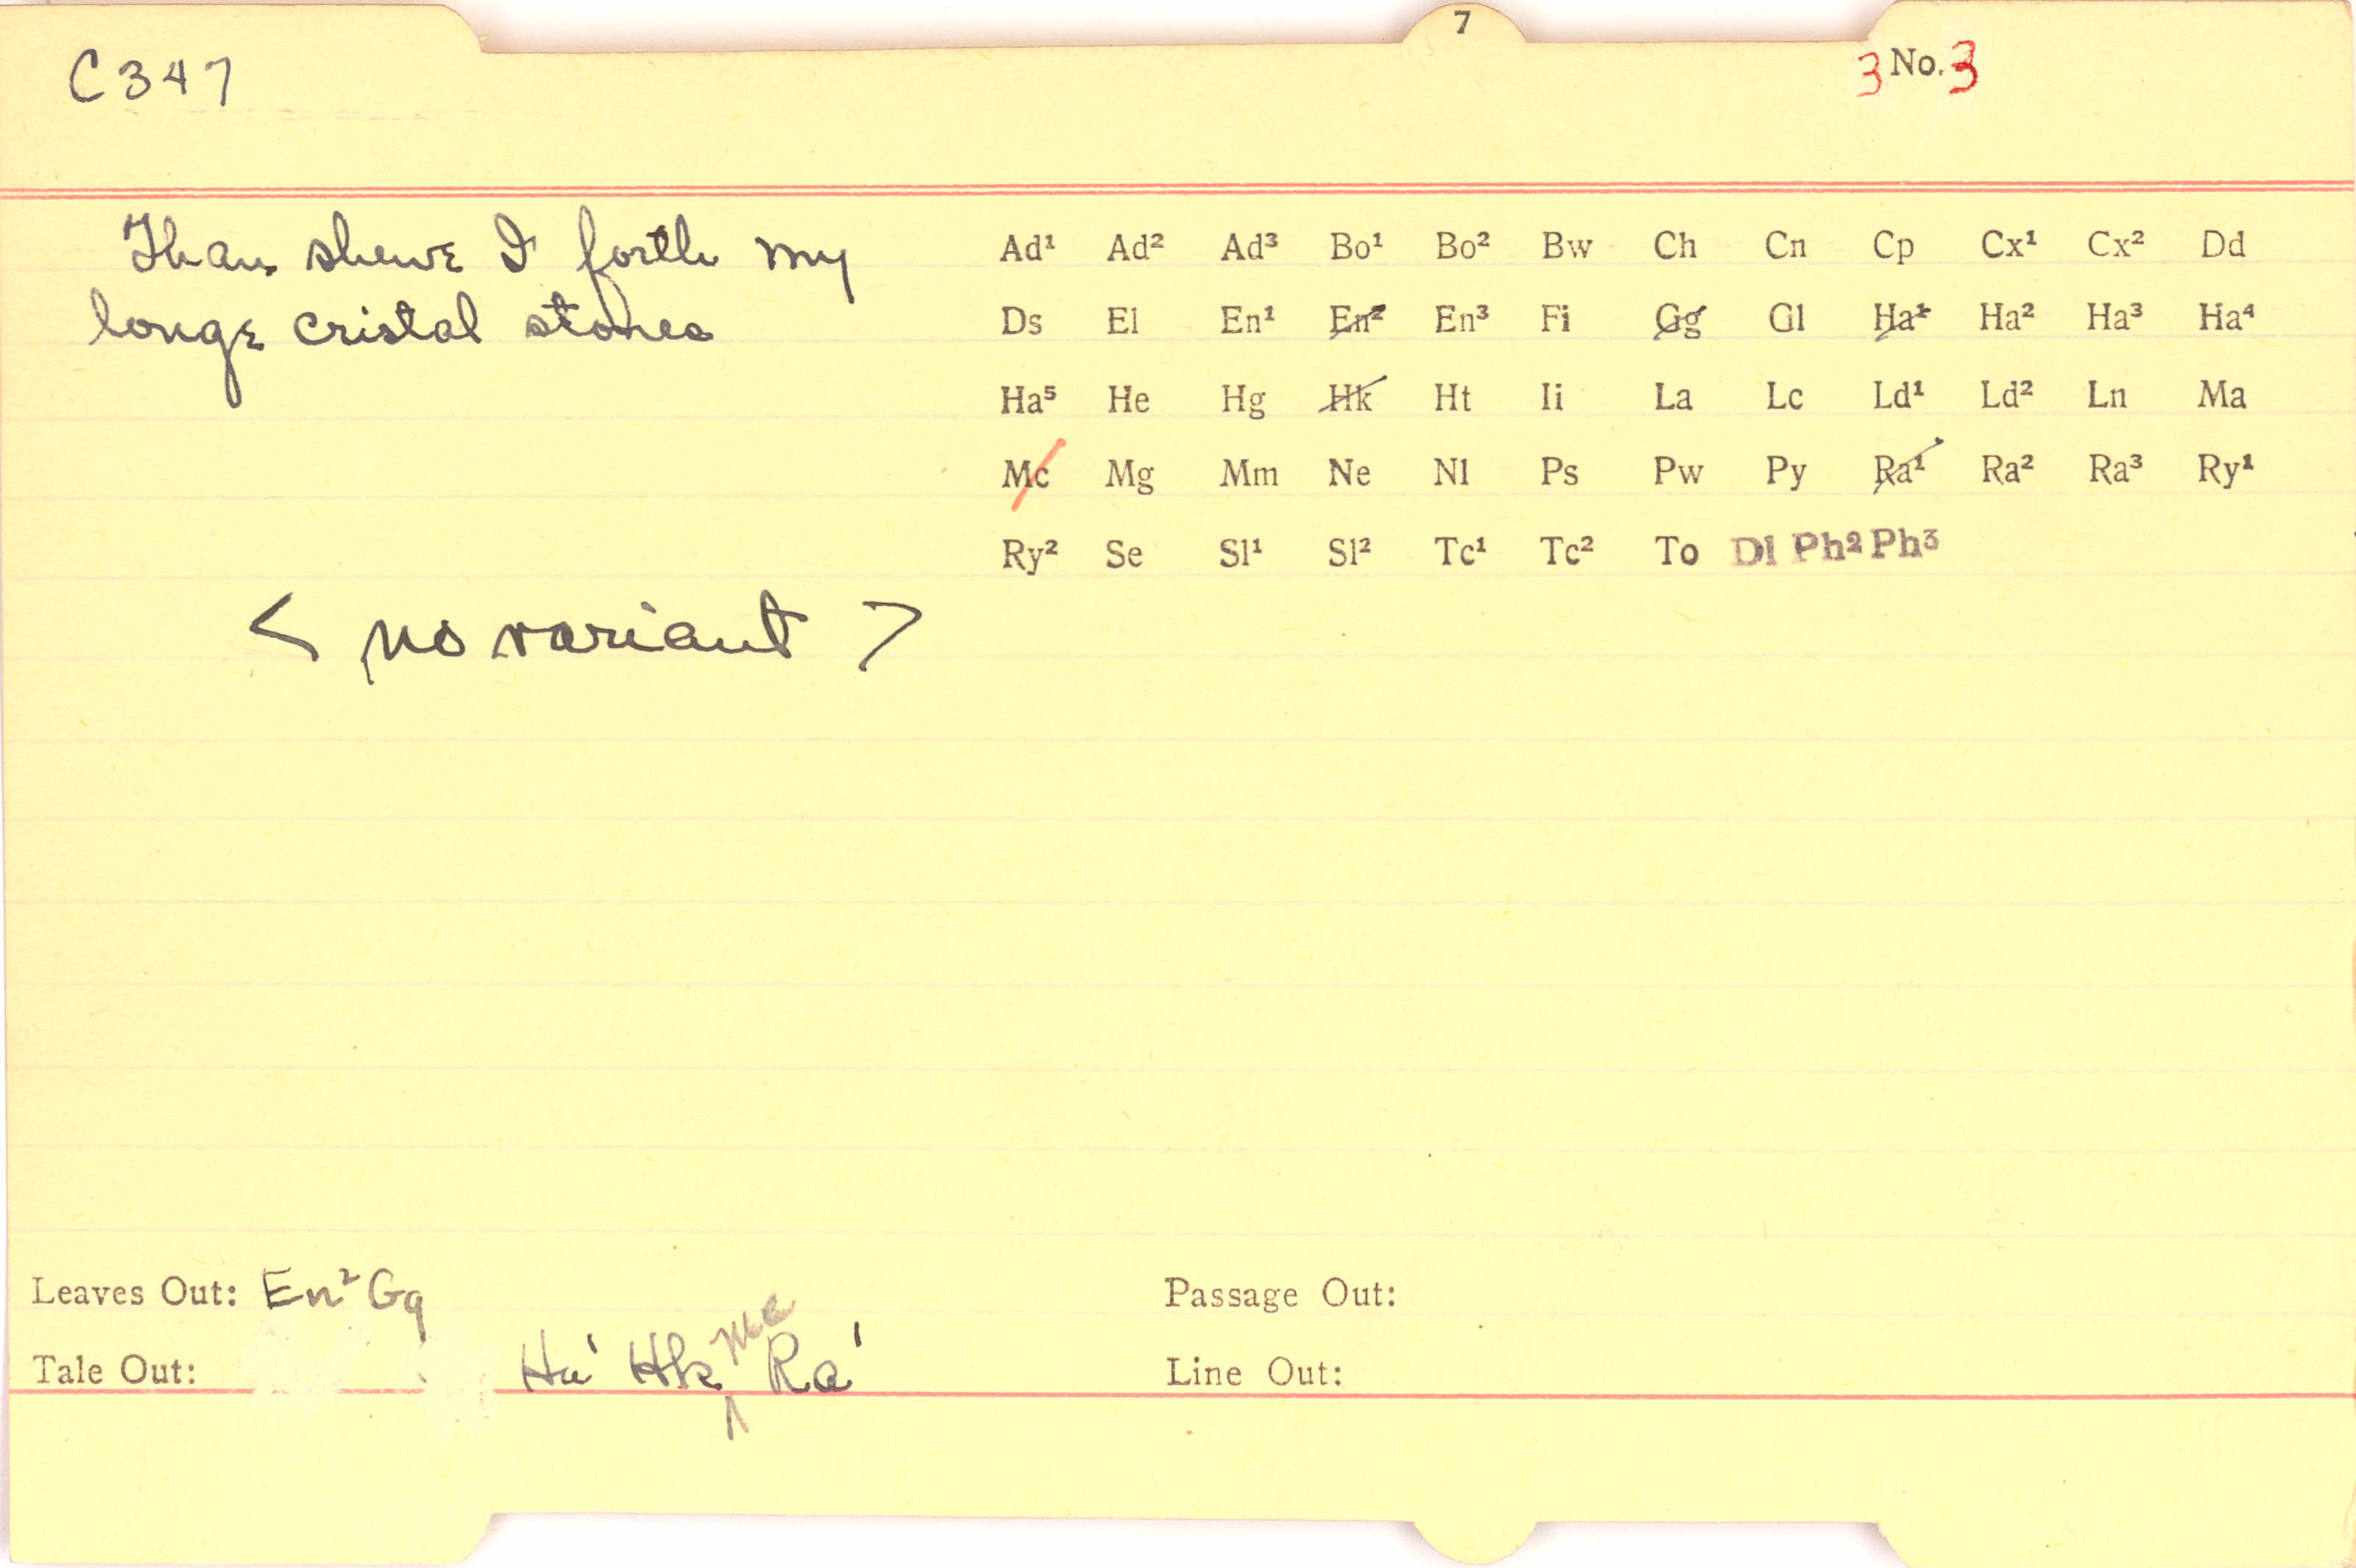 7
C347
3 No. 3
Than shewe I forth my
longe cristal stones
Ad¹ Ad² Ad³ Bo¹ Bo² Bw Ch Cn Cp Cx¹ Cx² Dd
Ds El En¹ En² En³ Fi Gg Gl Ha¹ Ha² Ha³ Ha⁴
Ha⁵ He Hg Hk Ht Ii La Lc Ld¹ Ld² Ln Ma
Mc Mg Mm Ne Nl Ps Pw Py Ra¹ Ra² Ra³ Ry¹
Ry² Se Sl¹ Sl² Tc¹ Tc² To Dl Ph² Ph³
< no variant >
Leaves Out: En² Gg
Passage Out:
Tale Out: Ha¹ Hk ^ Mc Ra¹
Line Out: